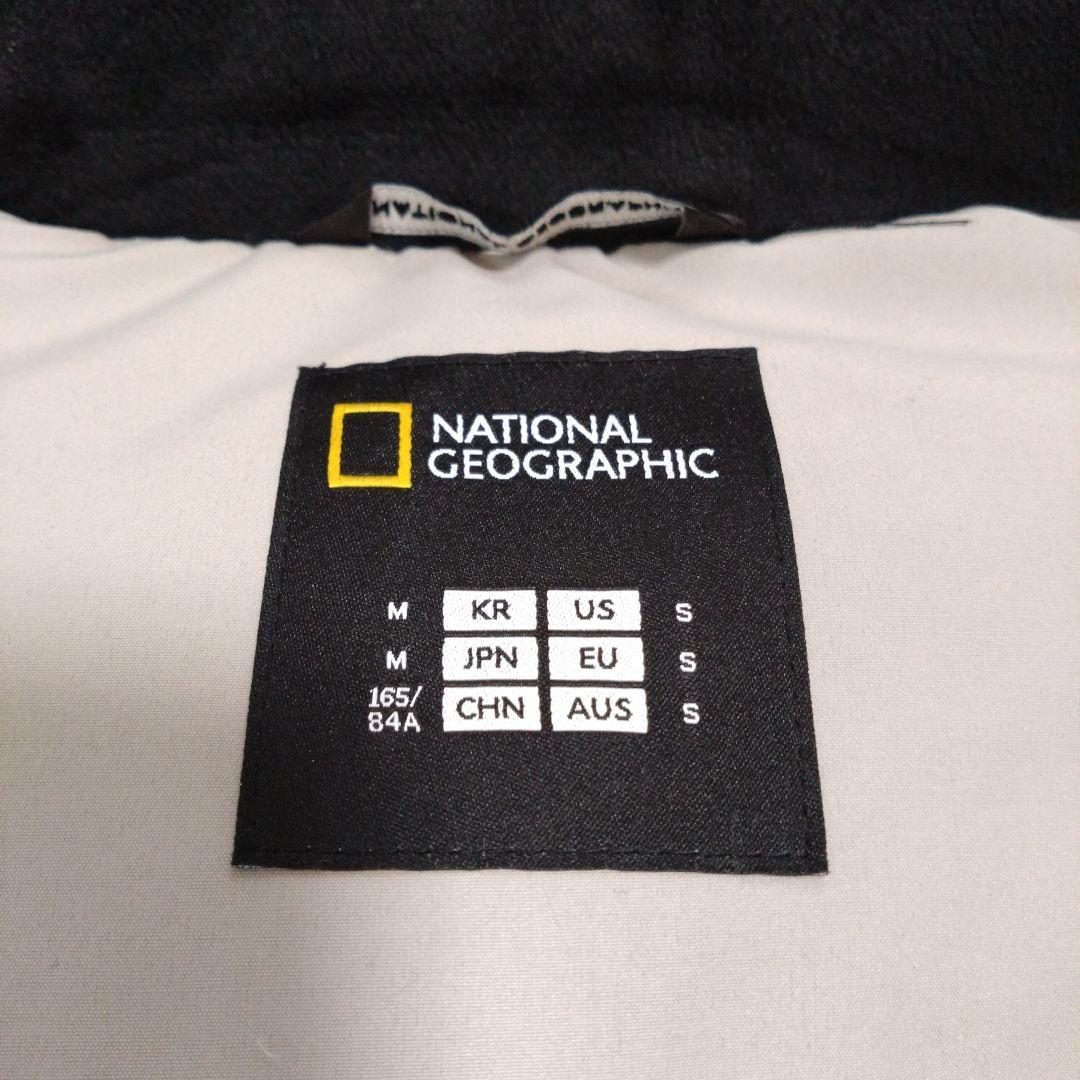 NATIONAL
GEOGRAPHIC
M KR US S
M JPN EU S
165/
84A CHN AUS S